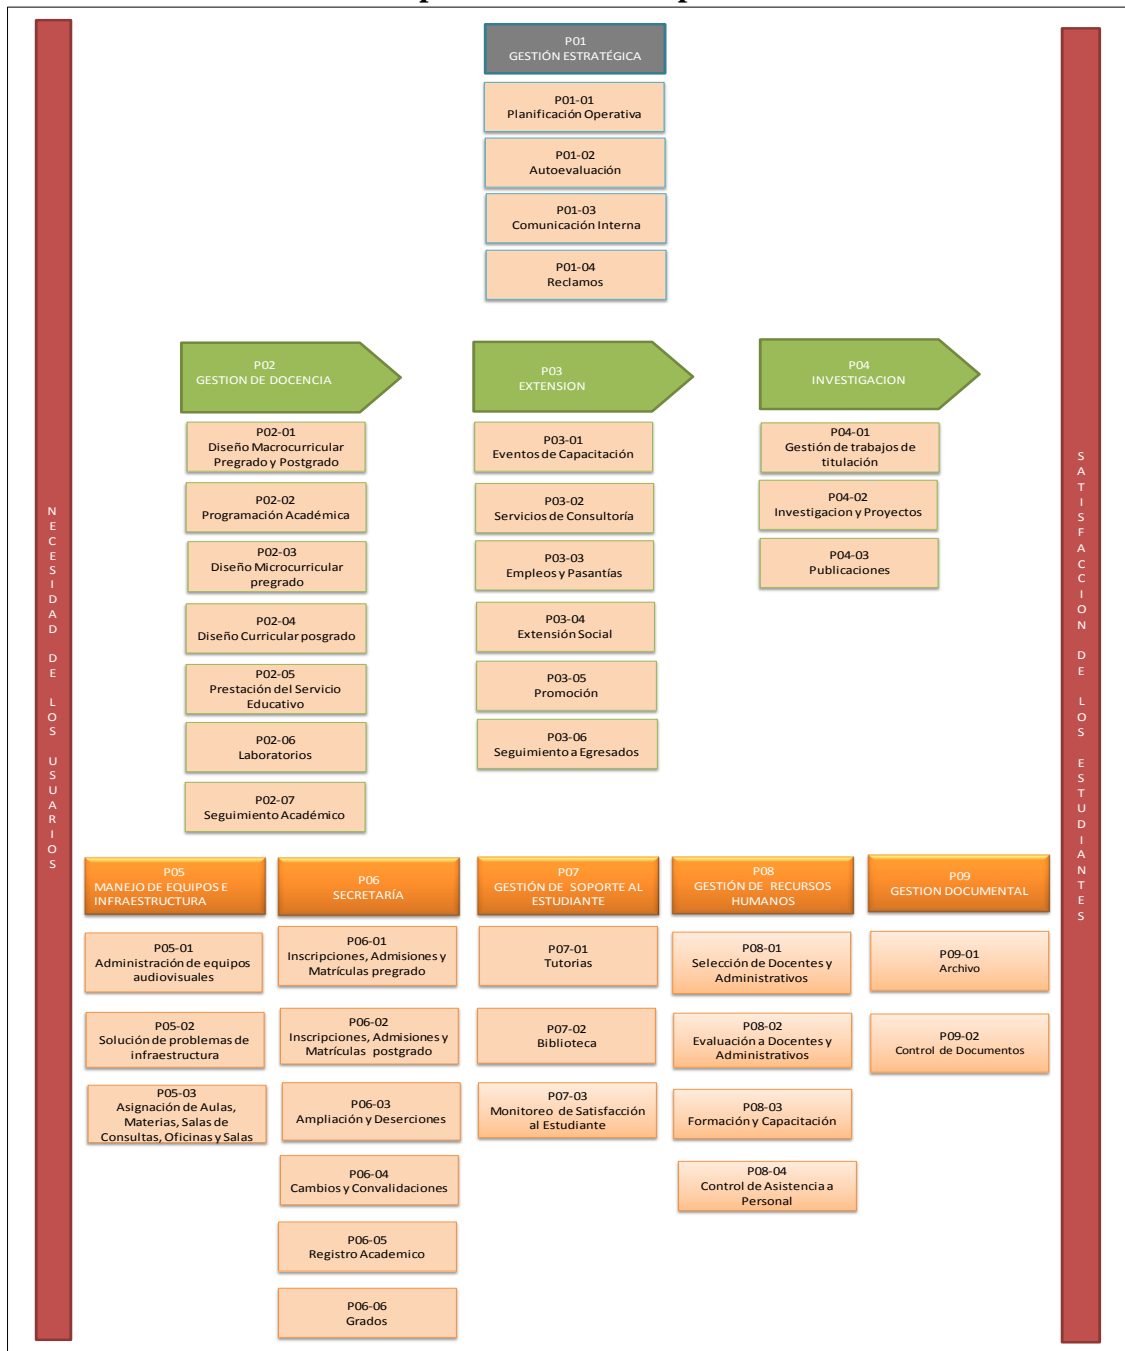 P01
GESTIÓN ESTRATÉGICA
P01-01
Planificación Operativa
P01-02
Autoevaluación
P01-03
Comunicación Interna
P01-04
Reclamos
NECESIDAD DE LOS USUARIOS
P02
GESTION DE DOCENCIA
P02-01
Diseño Macrocurricular
Pregrado y Postgrado
P02-02
Programación Académica
P02-03
Diseño Microcurricular
pregrado
P02-04
Diseño Curricular posgrado
P02-05
Prestación del Servicio
Educativo
P02-06
Laboratorios
P02-07
Seguimiento Académico
P03
EXTENSION
P03-01
Eventos de Capacitación
P03-02
Servicios de Consultoría
P03-03
Empleos y Pasantías
P03-04
Extensión Social
P03-05
Promoción
P03-06
Seguimiento a Egresados
P04
INVESTIGACION
P04-01
Gestión de trabajos de
titulación
P04-02
Investigacion y Proyectos
P04-03
Publicaciones
SATISFACCION DE LOS ESTUDIANTES
P05
MANEJO DE EQUIPOS E
INFRAESTRUCTURA
P05-01
Administración de equipos
audiovisuales
P05-02
Solución de problemas de
infraestructura
P05-03
Asignación de Aulas,
Materias, Salas de
Consultas, Oficinas y Salas
P06
SECRETARÍA
P06-01
Inscripciones, Admisiones y
Matrículas pregrado
P06-02
Inscripciones, Admisiones y
Matrículas postgrado
P06-03
Ampliación y Deserciones
P06-04
Cambios y Convalidaciones
P06-05
Registro Academico
P06-06
Grados
P07
GESTIÓN DE SOPORTE AL
ESTUDIANTE
P07-01
Tutorias
P07-02
Biblioteca
P07-03
Monitoreo de Satisfacción
al Estudiante
P08
GESTIÓN DE RECURSOS
HUMANOS
P08-01
Selección de Docentes y
Administrativos
P08-02
Evaluación a Docentes y
Administrativos
P08-03
Formación y Capacitación
P08-04
Control de Asistencia a
Personal
P09
GESTION DOCUMENTAL
P09-01
Archivo
P09-02
Control de Documentos